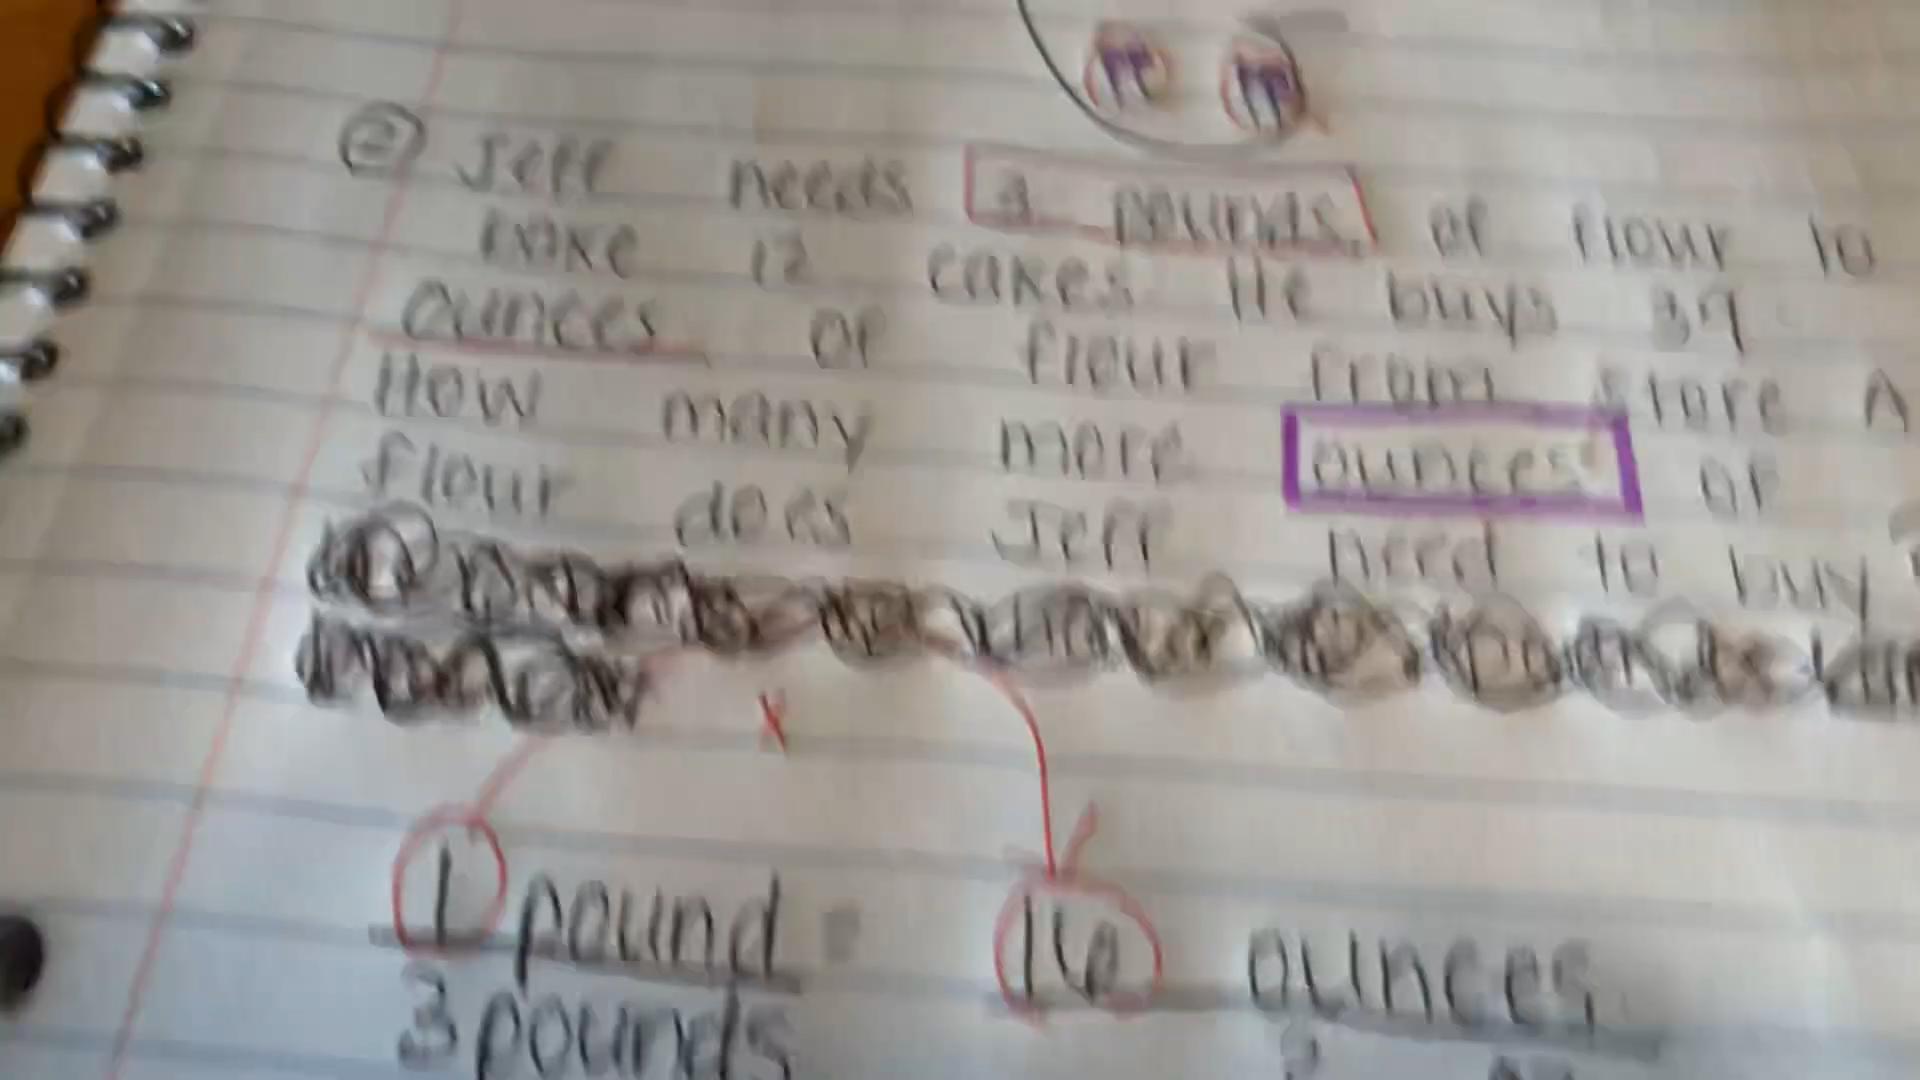 ② Jeff needs 3 pounds of flour to
make 12 cakes. He buys 39
ounces of flour from store A
How many more ounces of
flour does Jeff need to buy
x
1 pound = 16 ounces
3 pounds ?